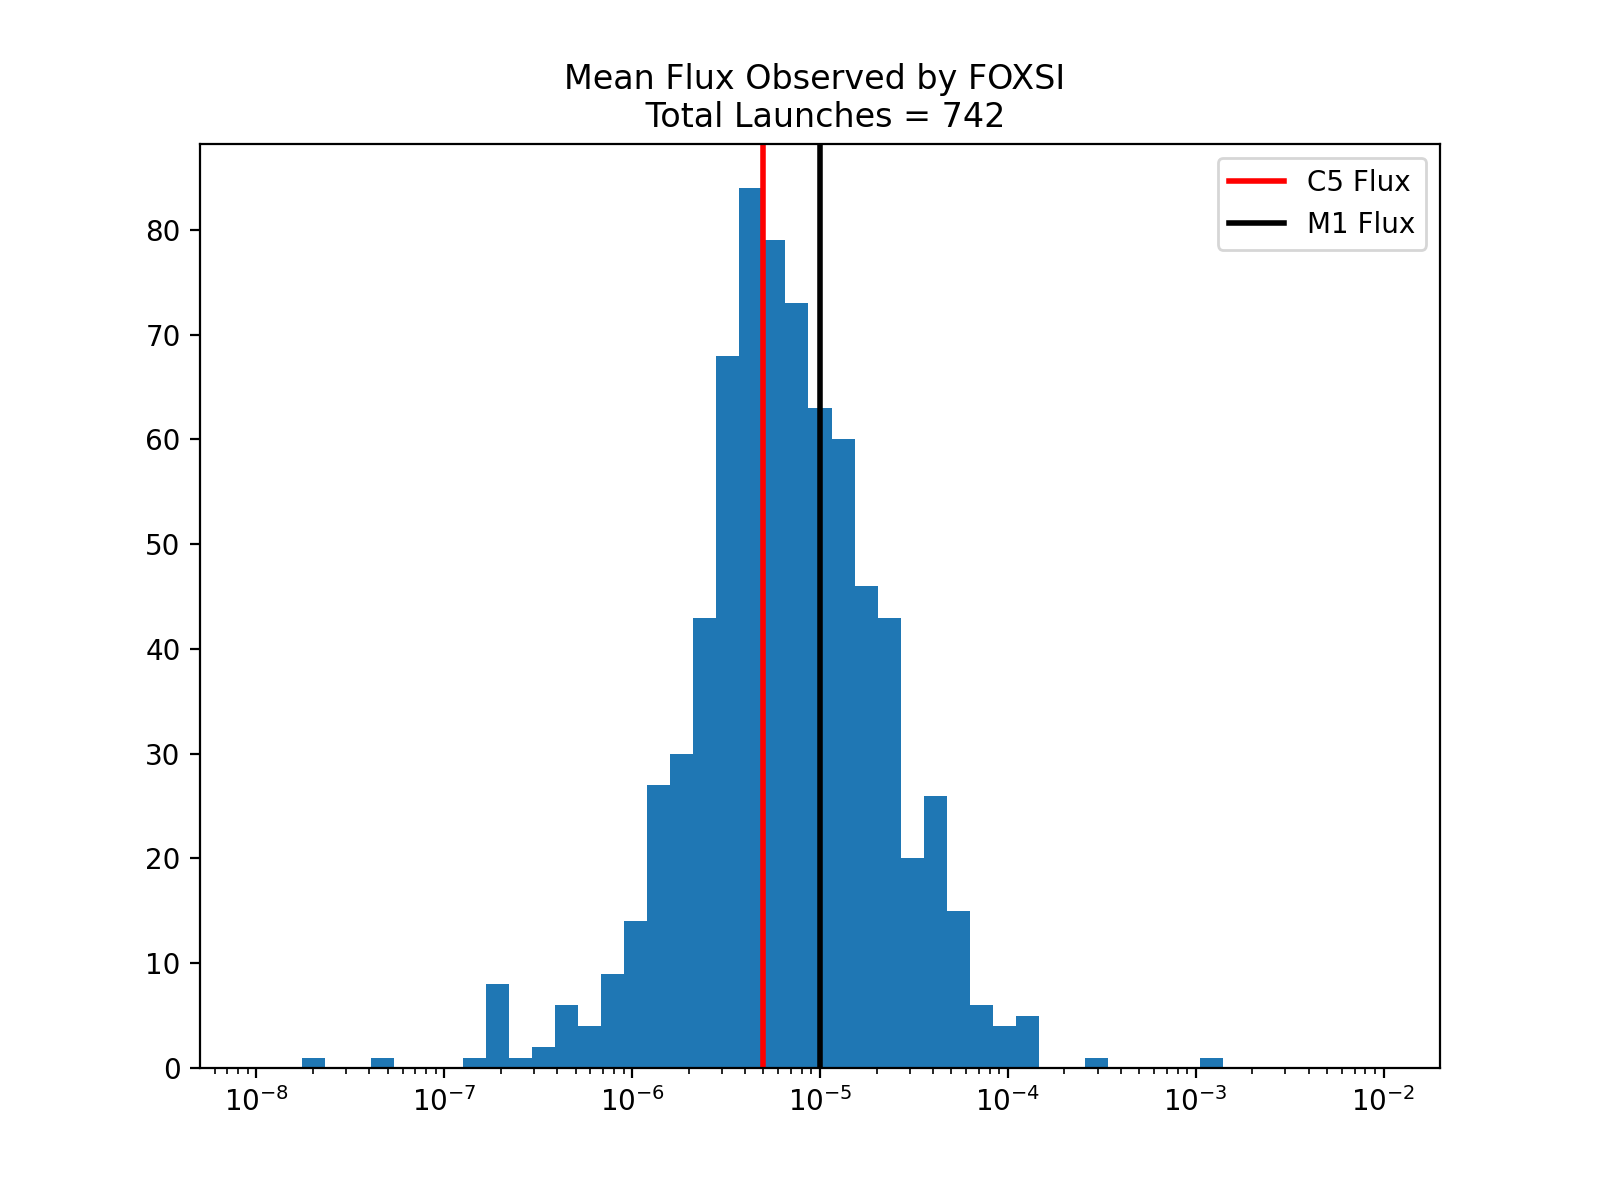 Mean Flux Observed by FOXSI
Total Launches = 742
C5 Flux
M1 Flux
80
70
60
50
40
30
20
10
0
10⁻⁸ 10⁻⁷ 10⁻⁶ 10⁻⁵ 10⁻⁴ 10⁻³ 10⁻²